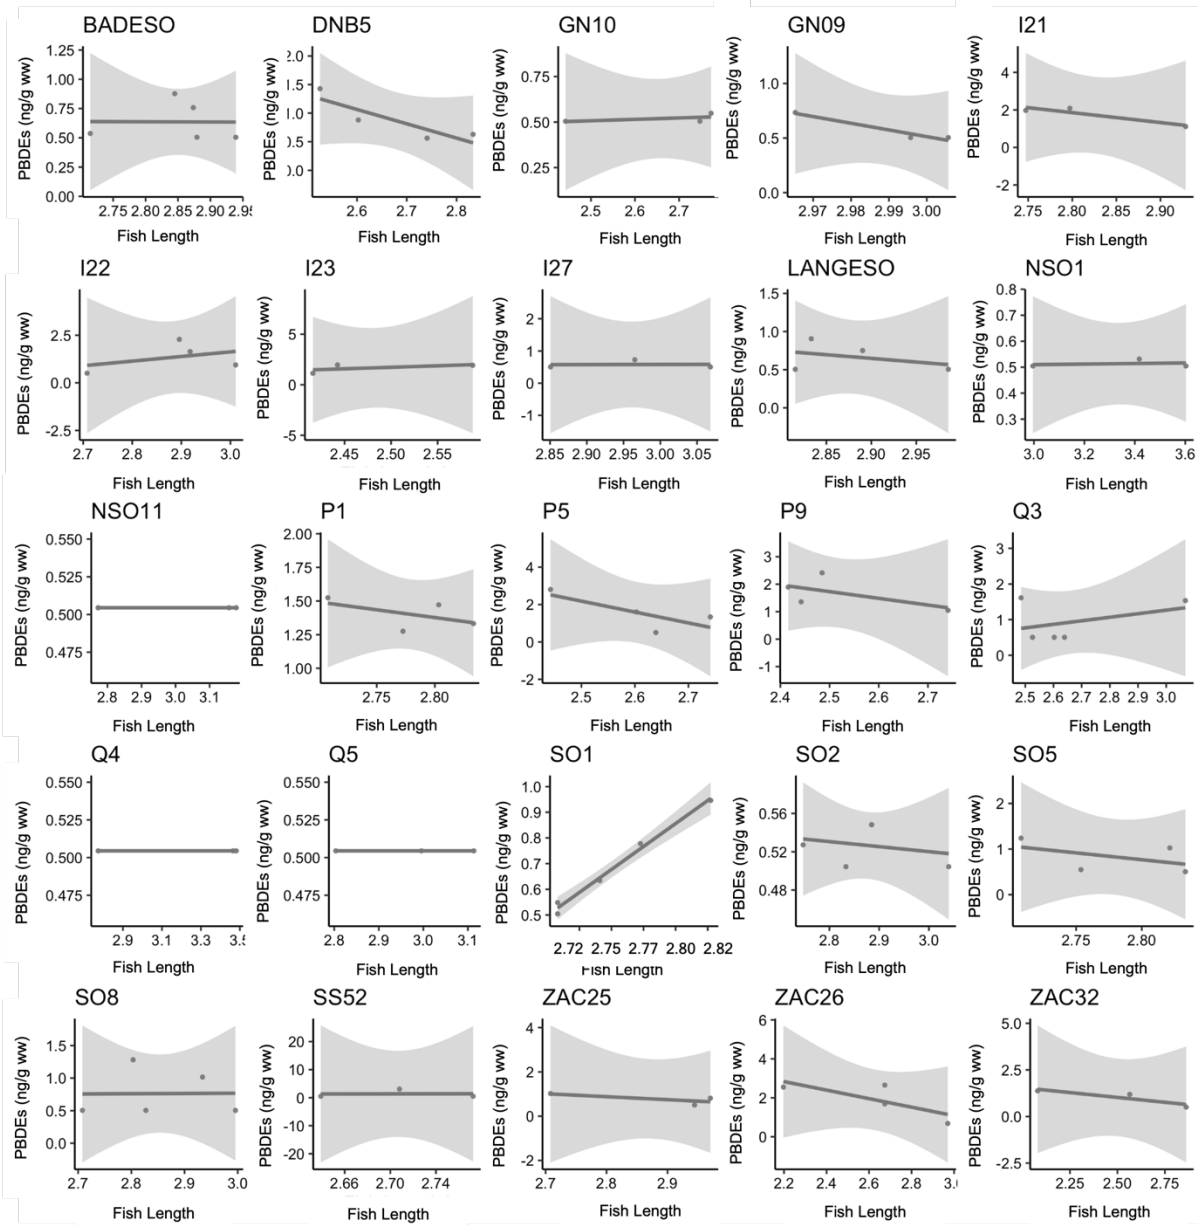 BADESO DNB5 GN10 GN09 I21
PBDEs (ng/g ww) 1.25 1.00 0.75 0.50 0.25 0.00 PBDEs (ng/g ww) 2.0 1.5 1.0 0.5 0.0 PBDEs (ng/g ww) 0.75 0.50 0.25 PBDEs (ng/g ww) 1.0 0.5 0.0 PBDEs (ng/g ww) 4 2 0 -2
2.75 2.80 2.85 2.90 2.95 2.6 2.7 2.8 2.5 2.6 2.7 2.97 2.98 2.99 3.00 2.75 2.80 2.85 2.90
Fish Length Fish Length Fish Length Fish Length Fish Length
I22 I23 I27 LANGESO NSO1
PBDEs (ng/g ww) 2.5 0.0 -2.5 PBDEs (ng/g ww) 5 0 -5 PBDEs (ng/g ww) 2 1 0 -1 PBDEs (ng/g ww) 1.5 1.0 0.5 0.0 PBDEs (ng/g ww) 0.8 0.7 0.6 0.5 0.4 0.3
2.7 2.8 2.9 3.0 2.45 2.50 2.55 2.85 2.90 2.95 3.00 3.05 2.85 2.90 2.95 3.0 3.2 3.4 3.6
Fish Length Fish Length Fish Length Fish Length Fish Length
NSO11 P1 P5 P9 Q3
PBDEs (ng/g ww) 0.550 0.525 0.500 0.475 PBDEs (ng/g ww) 2.00 1.75 1.50 1.25 1.00 PBDEs (ng/g ww) 4 2 0 -2 PBDEs (ng/g ww) 3 2 1 0 -1 PBDEs (ng/g ww) 3 2 1 0
2.8 2.9 3.0 3.1 2.75 2.80 2.5 2.6 2.7 2.4 2.5 2.6 2.7 2.5 2.6 2.7 2.8 2.9 3.0
Fish Length Fish Length Fish Length Fish Length Fish Length
Q4 Q5 SO1 SO2 SO5
PBDEs (ng/g ww) 0.550 0.525 0.500 0.475 PBDEs (ng/g ww) 0.550 0.525 0.500 0.475 PBDEs (ng/g ww) 1.0 0.9 0.8 0.7 0.6 0.5 PBDEs (ng/g ww) 0.56 0.52 0.48 PBDEs (ng/g ww) 2 1 0
2.9 3.1 3.3 3.5 2.8 2.9 3.0 3.1 2.72 2.75 2.77 2.80 2.82 2.8 2.9 3.0 2.75 2.80
Fish Length Fish Length Fish Length Fish Length Fish Length
SO8 SS52 ZAC25 ZAC26 ZAC32
PBDEs (ng/g ww) 1.5 1.0 0.5 0.0 PBDEs (ng/g ww) 20 10 0 -10 -20 PBDEs (ng/g ww) 4 2 0 -2 PBDEs (ng/g ww) 6 4 2 0 PBDEs (ng/g ww) 5.0 2.5 0.0 -2.5
2.7 2.8 2.9 3.0 2.66 2.70 2.74 2.7 2.8 2.9 2.2 2.4 2.6 2.8 3.0 2.25 2.50 2.75
Fish Length Fish Length Fish Length Fish Length Fish Length